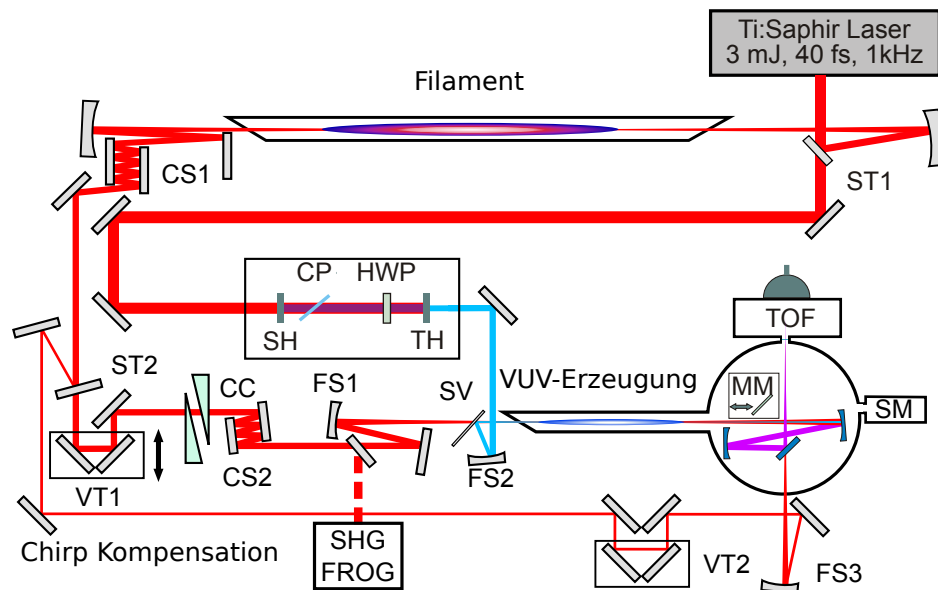 Ti:Saphir Laser
3 mJ, 40 fs, 1kHz
Filament
CS1
ST1
CP
HWP
TOF
SH
TH
ST2
CC
FS1
SV
VUV-Erzeugung
MM
SM
VT1
CS2
FS2
Chirp Kompensation
SHG
FROG
VT2
FS3